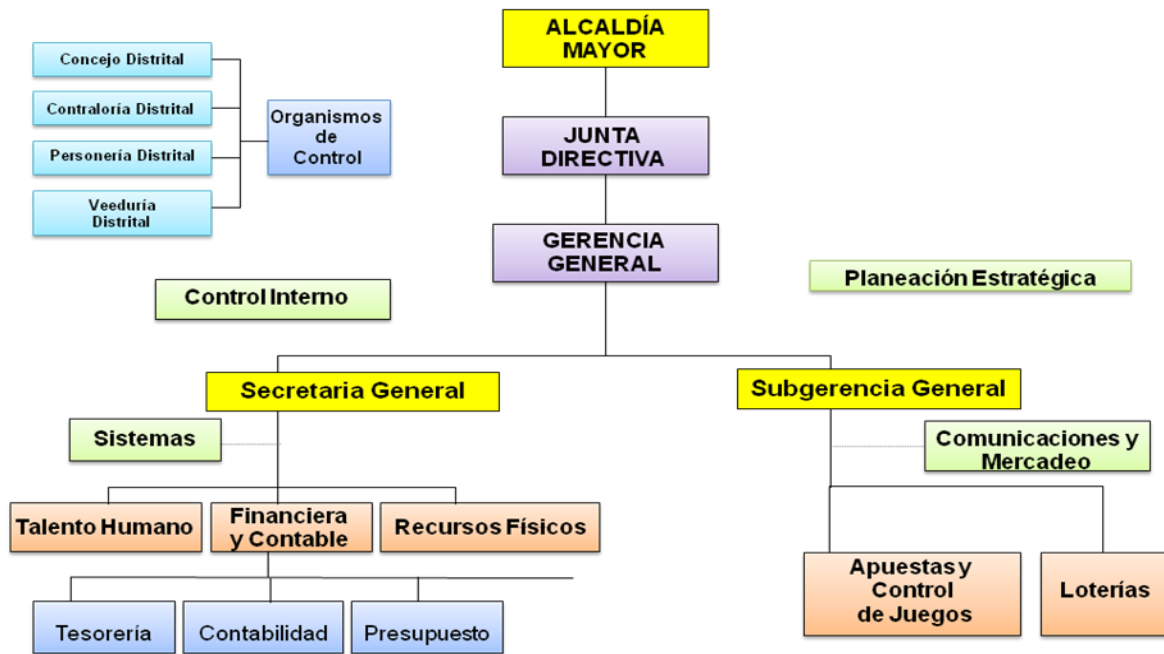 ALCALDÍA
MAYOR
Concejo Distrital
Contraloría Distrital
Personería Distrital
Veeduría
Distrital
Organismos
de
Control
JUNTA
DIRECTIVA
GERENCIA
GENERAL
Control Interno
Planeación Estratégica
Secretaria General
Subgerencia General
Sistemas
Comunicaciones y
Mercadeo
Talento Humano
Financiera
y Contable
Recursos Físicos
Apuestas y
Control
de Juegos
Loterías
Tesorería
Contabilidad
Presupuesto